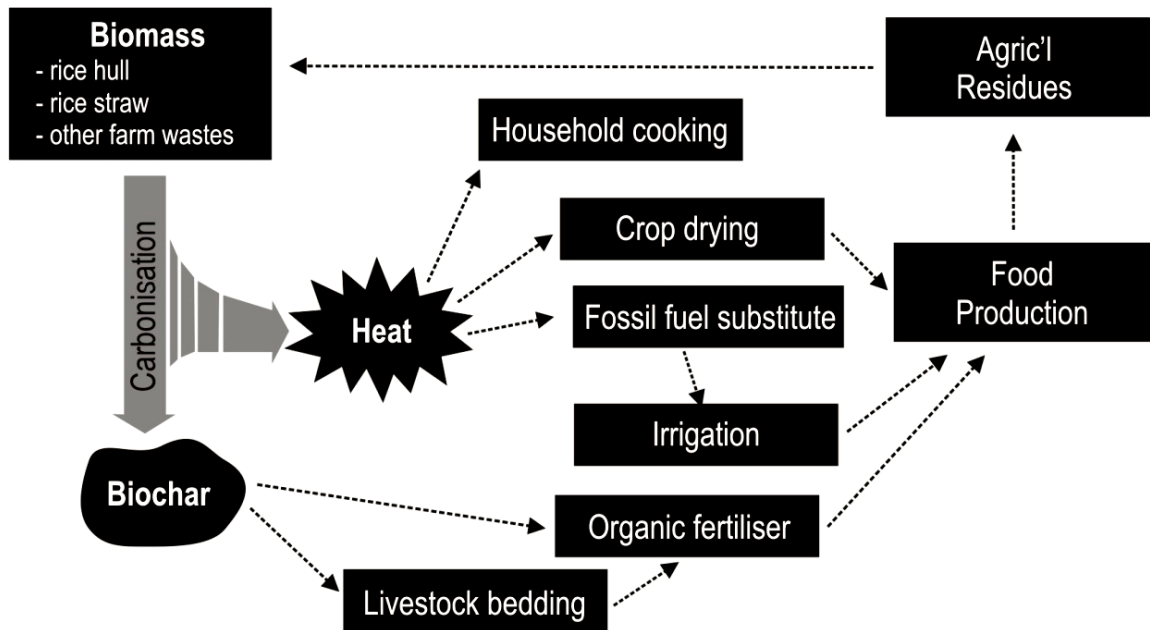 Biomass
- rice hull
- rice straw
- other farm wastes
Agric'l
Residues
Household cooking
Carbonisation
Crop drying
Food
Production
Heat
Fossil fuel substitute
Irrigation
Biochar
Organic fertiliser
Livestock bedding